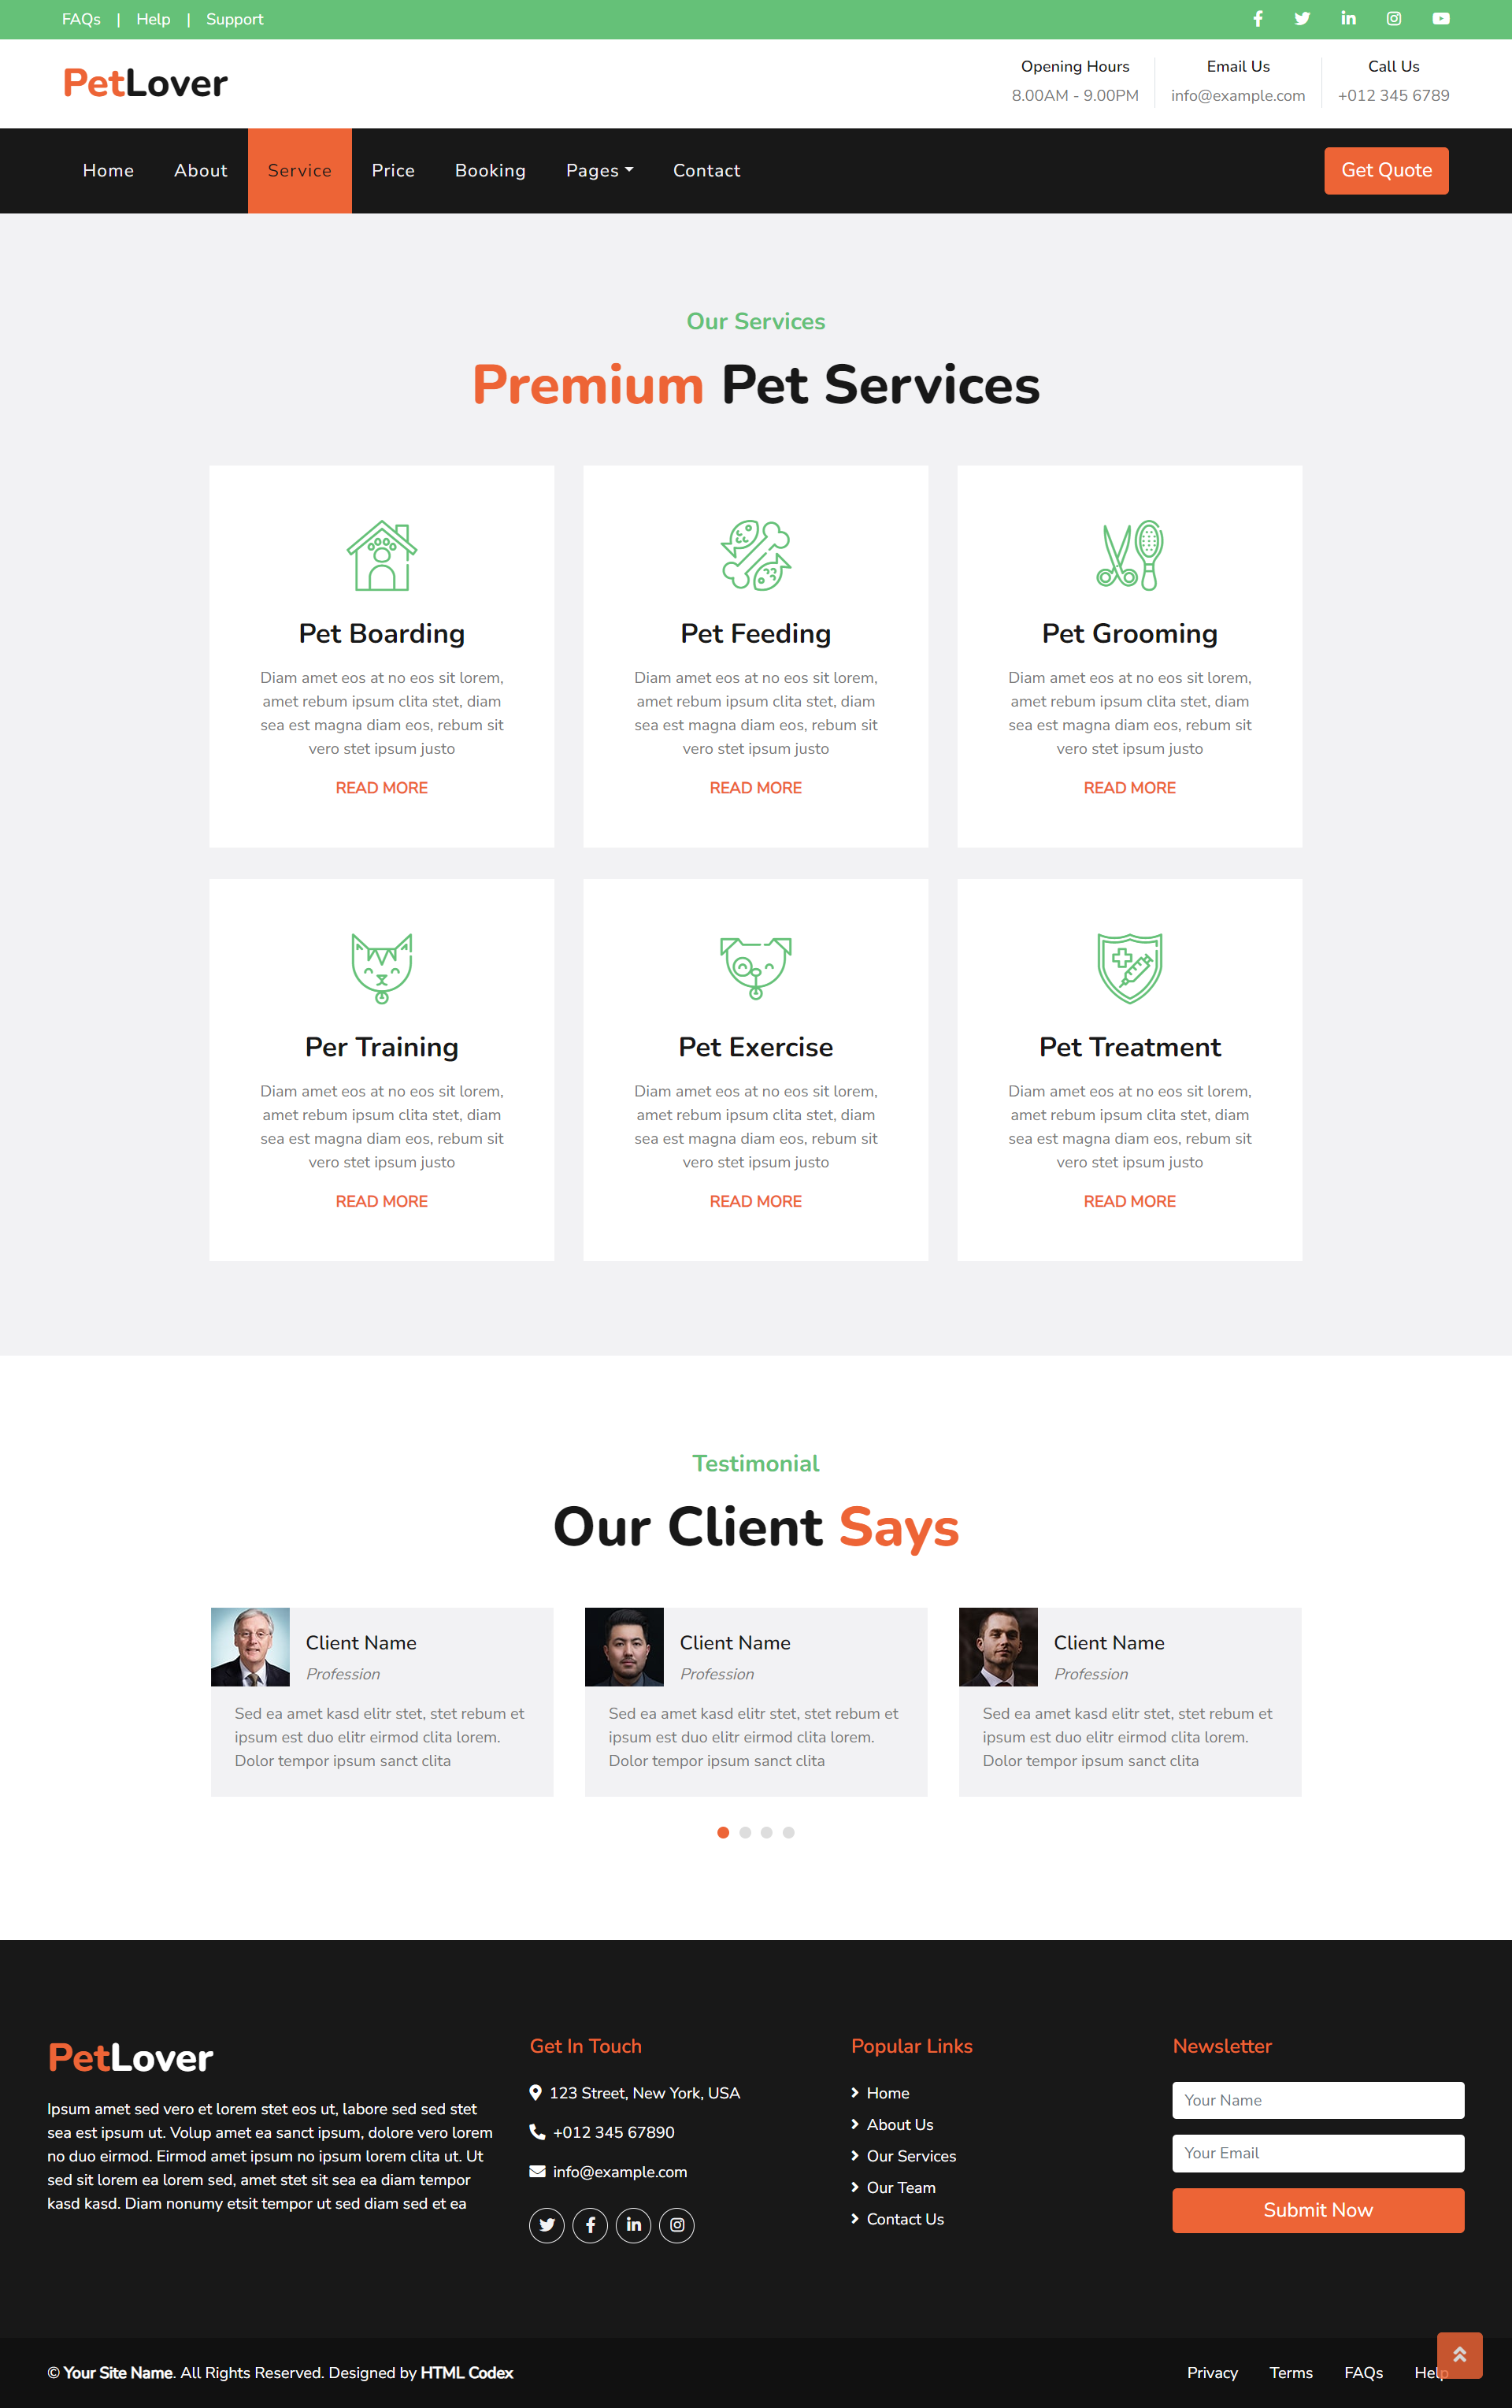 FAQs | Help | Support
PetLover
Opening Hours
8.00AM - 9.00PM
Email Us
info@example.com
Call Us
+012 345 6789
Home About Service Price Booking Pages Contact
Get Quote
Our Services
Premium Pet Services
Pet Boarding
Diam amet eos at no eos sit lorem,
amet rebum ipsum clita stet, diam
sea est magna diam eos, rebum sit
vero stet ipsum justo
READ MORE
Pet Feeding
Diam amet eos at no eos sit lorem,
amet rebum ipsum clita stet, diam
sea est magna diam eos, rebum sit
vero stet ipsum justo
READ MORE
Pet Grooming
Diam amet eos at no eos sit lorem,
amet rebum ipsum clita stet, diam
sea est magna diam eos, rebum sit
vero stet ipsum justo
READ MORE
Per Training
Diam amet eos at no eos sit lorem,
amet rebum ipsum clita stet, diam
sea est magna diam eos, rebum sit
vero stet ipsum justo
READ MORE
Pet Exercise
Diam amet eos at no eos sit lorem,
amet rebum ipsum clita stet, diam
sea est magna diam eos, rebum sit
vero stet ipsum justo
READ MORE
Pet Treatment
Diam amet eos at no eos sit lorem,
amet rebum ipsum clita stet, diam
sea est magna diam eos, rebum sit
vero stet ipsum justo
READ MORE
Testimonial
Our Client Says
Client Name
Profession
Sed ea amet kasd elitr stet, stet rebum et
ipsum est duo elitr eirmod clita lorem.
Dolor tempor ipsum sanct clita
Client Name
Profession
Sed ea amet kasd elitr stet, stet rebum et
ipsum est duo elitr eirmod clita lorem.
Dolor tempor ipsum sanct clita
Client Name
Profession
Sed ea amet kasd elitr stet, stet rebum et
ipsum est duo elitr eirmod clita lorem.
Dolor tempor ipsum sanct clita
PetLover
Ipsum amet sed vero et lorem stet eos ut, labore sed sed stet
sea est ipsum ut. Volup amet ea sanct ipsum, dolore vero lorem
no duo eirmod. Eirmod amet ipsum no ipsum lorem clita ut. Ut
sed sit lorem ea lorem sed, amet stet sit sea ea diam tempor
kasd kasd. Diam nonumy etsit tempor ut sed diam sed et ea
Get In Touch
123 Street, New York, USA
+012 345 67890
info@example.com
Popular Links
Home
About Us
Our Services
Our Team
Contact Us
Newsletter
Your Name
Your Email
Submit Now
© Your Site Name. All Rights Reserved. Designed by HTML Codex
Privacy Terms FAQs Help